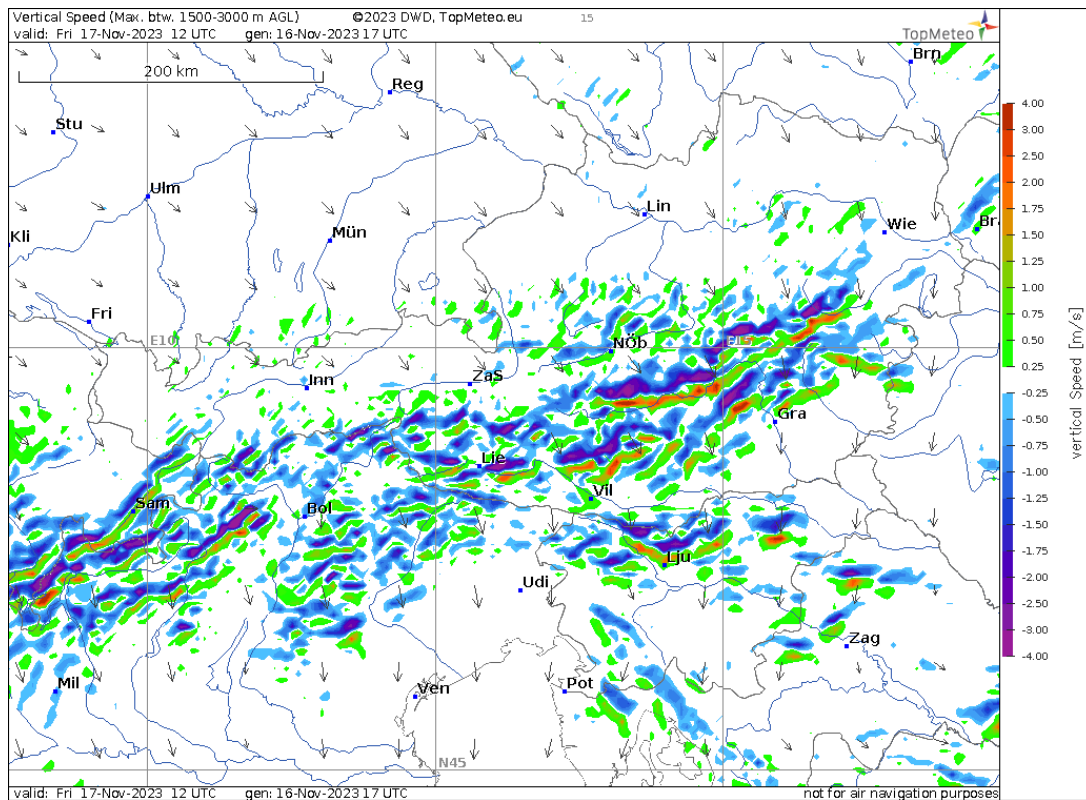 Vertical Speed (Max. btw. 1500-3000 m AGL) ©2023 DWD, TopMeteo.eu 15
valid: Fri 17-Nov-2023 12 UTC gen: 16-Nov-2023 17 UTC TopMeteo
200 km
Brn
Reg
Stu
Ulm
Lin
Kli
Mün
Wie
Bra
Fri
E10
NÖb
E15
Inn
ZaS
Gra
Lie
Vil
Sam
Bol
Lju
Udi
Zag
Mil
Ven
Pot
N45
4.00
3.00
2.50
2.00
1.75
1.50
1.25
1.00
0.75
0.50
0.25
-0.25
-0.50
-0.75
-1.00
-1.25
-1.50
-1.75
-2.00
-2.50
-3.00
-4.00
vertical Speed [m/s]
valid: Fri 17-Nov-2023 12 UTC gen: 16-Nov-2023 17 UTC not for air navigation purposes